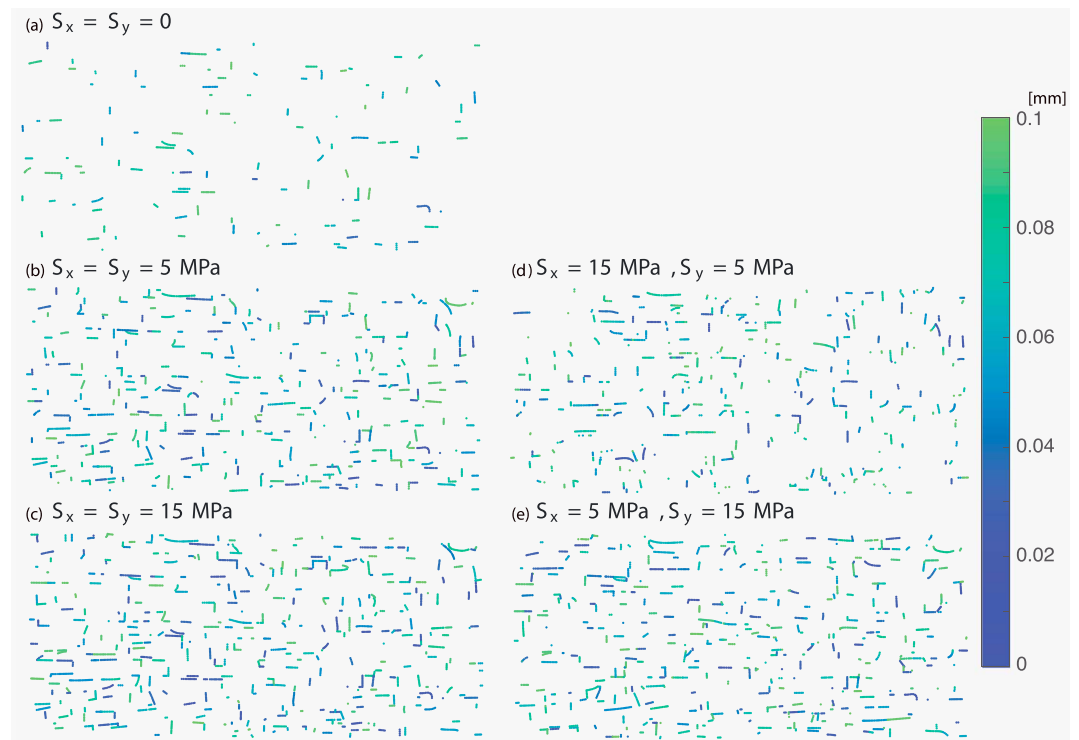 (a) Sx = Sy = 0
[mm]
0.1
0.08
(b) Sx = Sy = 5 MPa
(d) Sx = 15 MPa , Sy = 5 MPa
0.06
0.04
(c) Sx = Sy = 15 MPa
(e) Sx = 5 MPa , Sy = 15 MPa
0.02
0